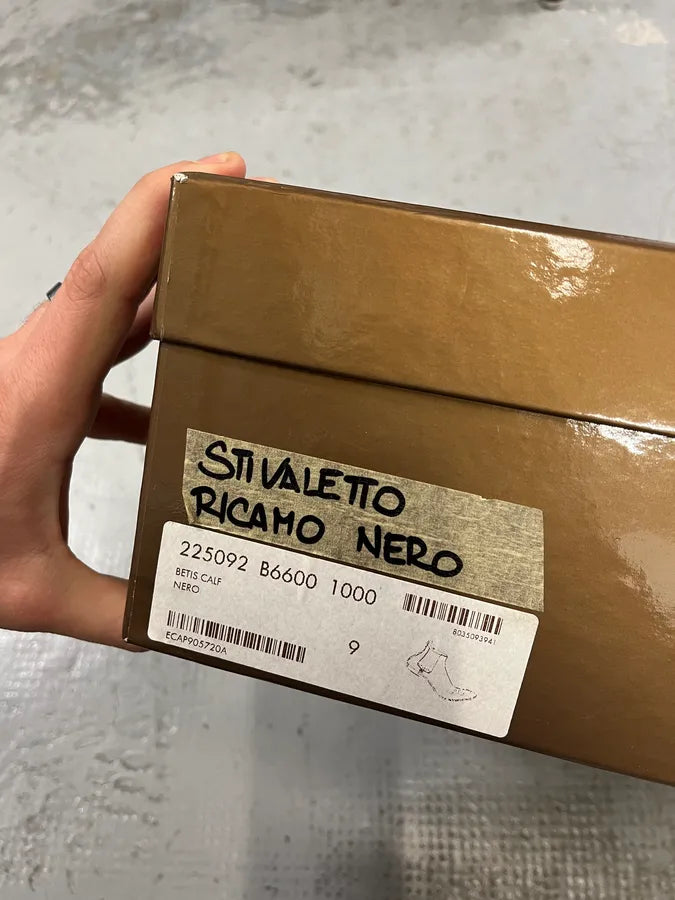 STIVALETTO
RICAMO NERO
225092 B6600 1000
BETIS CALF
NERO
8035093941
ECAP905720A
9